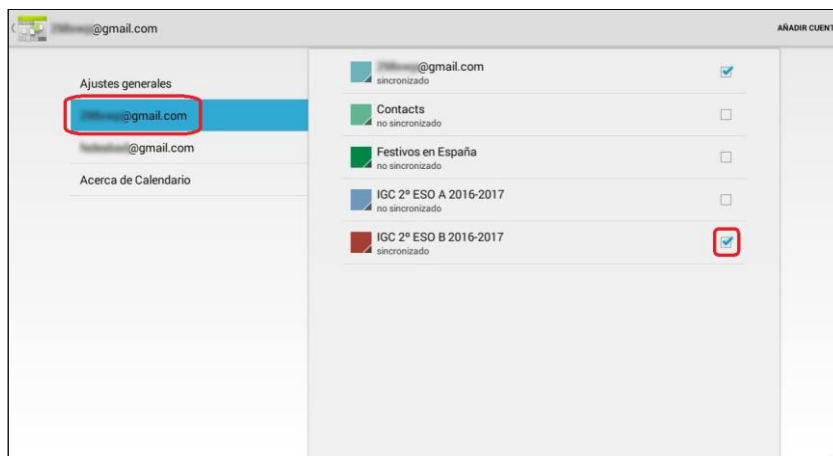 @gmail.com
AÑADIR CUENT
Ajustes generales
@gmail.com
@gmail.com
Acerca de Calendario
@gmail.com
sincronizado
Contacts
no sincronizado
Festivos en España
no sincronizado
IGC 2º ESO A 2016-2017
no sincronizado
IGC 2º ESO B 2016-2017
sincronizado